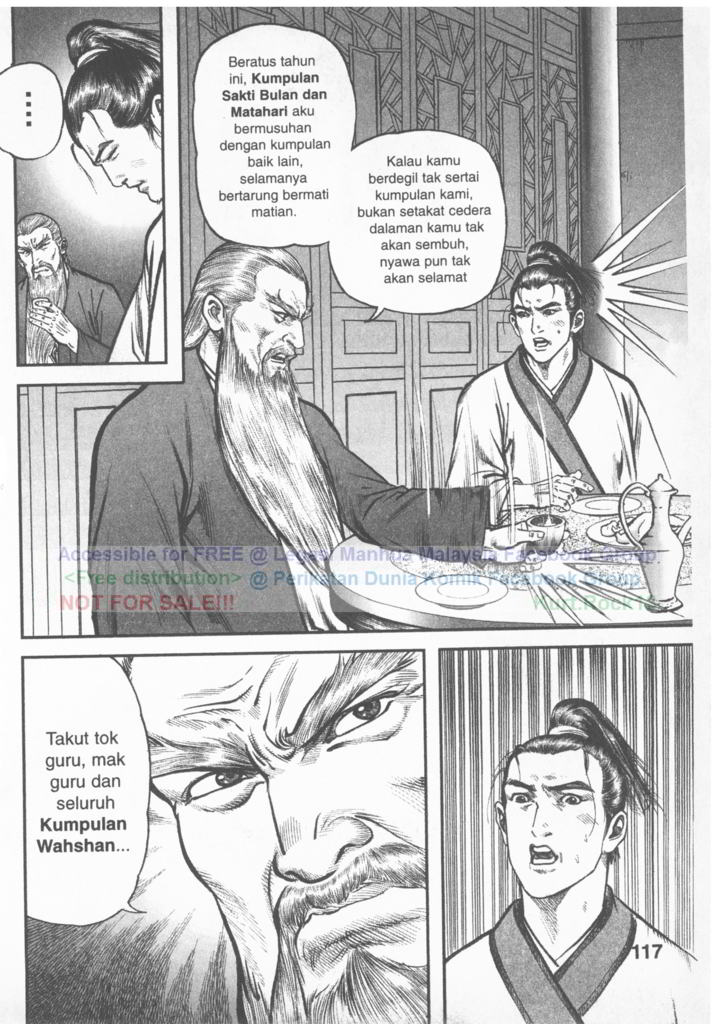 ....
Beratus tahun
ini, Kumpulan
Sakti Bulan dan
Matahari aku
bermusuhan
dengan kumpulan
baik lain,
selamanya
bertarung bermati
matian.
Kalau kamu
berdegil tak sertai
kumpulan kami,
bukan setakat cedera
dalaman kamu tak
akan sembuh,
nyawa pun tak
akan selamat
Accessible for FREE @ Legasi Manhua Malaysia Facebook Group
<Free distribution> @ Perikatan Dunia Komik Facebook Group
NOT FOR SALE!!!
Takut tok
guru, mak
guru dan
seluruh
Kumpulan
Wahshan...
117